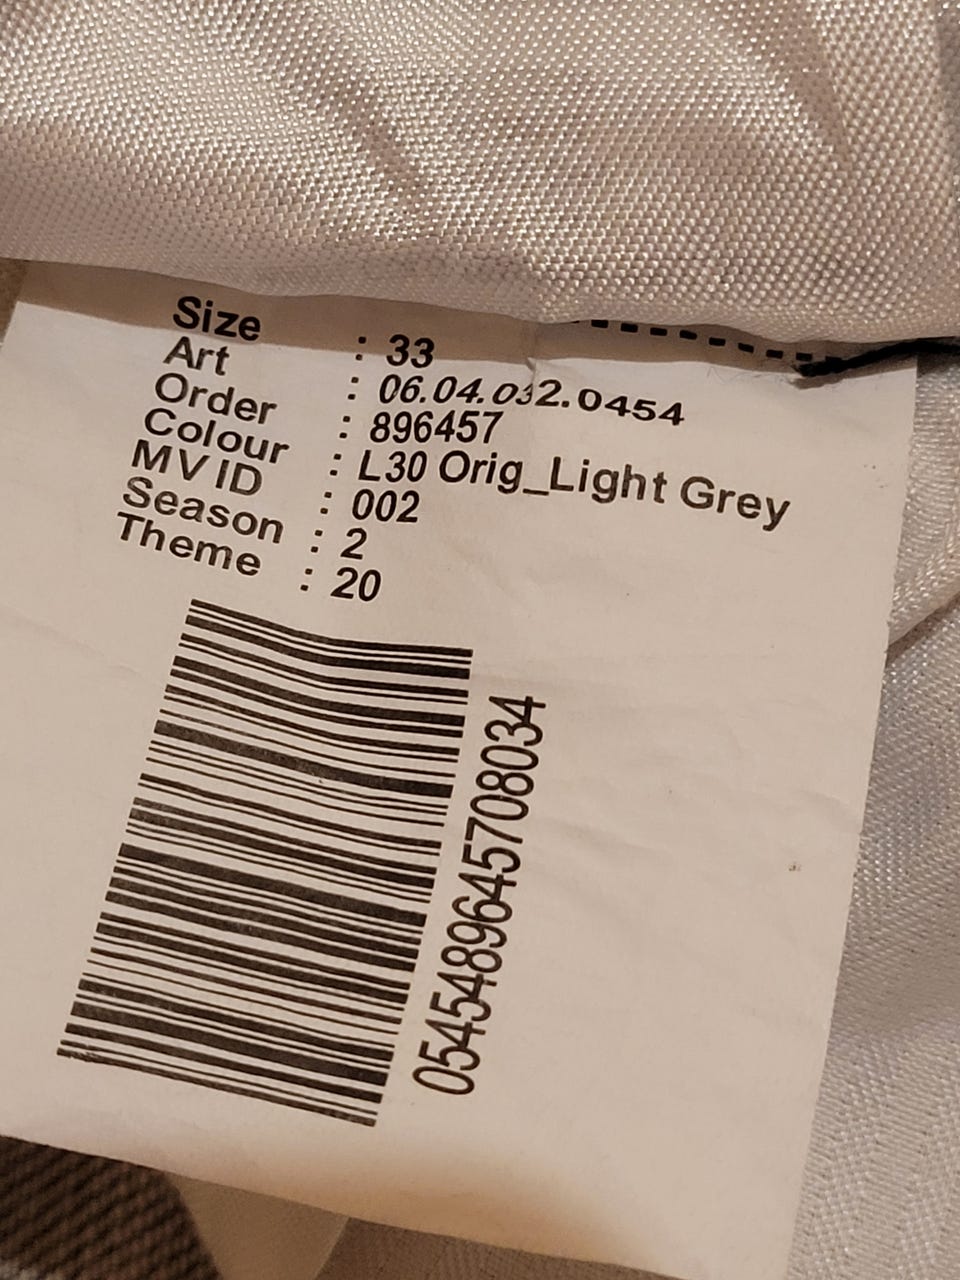 Size : 33
Art : 06.04.032.0454
Order : 896457
Colour : L30 Orig_Light Grey
MV ID : 002
Season : 2
Theme : 20
0545489645708034